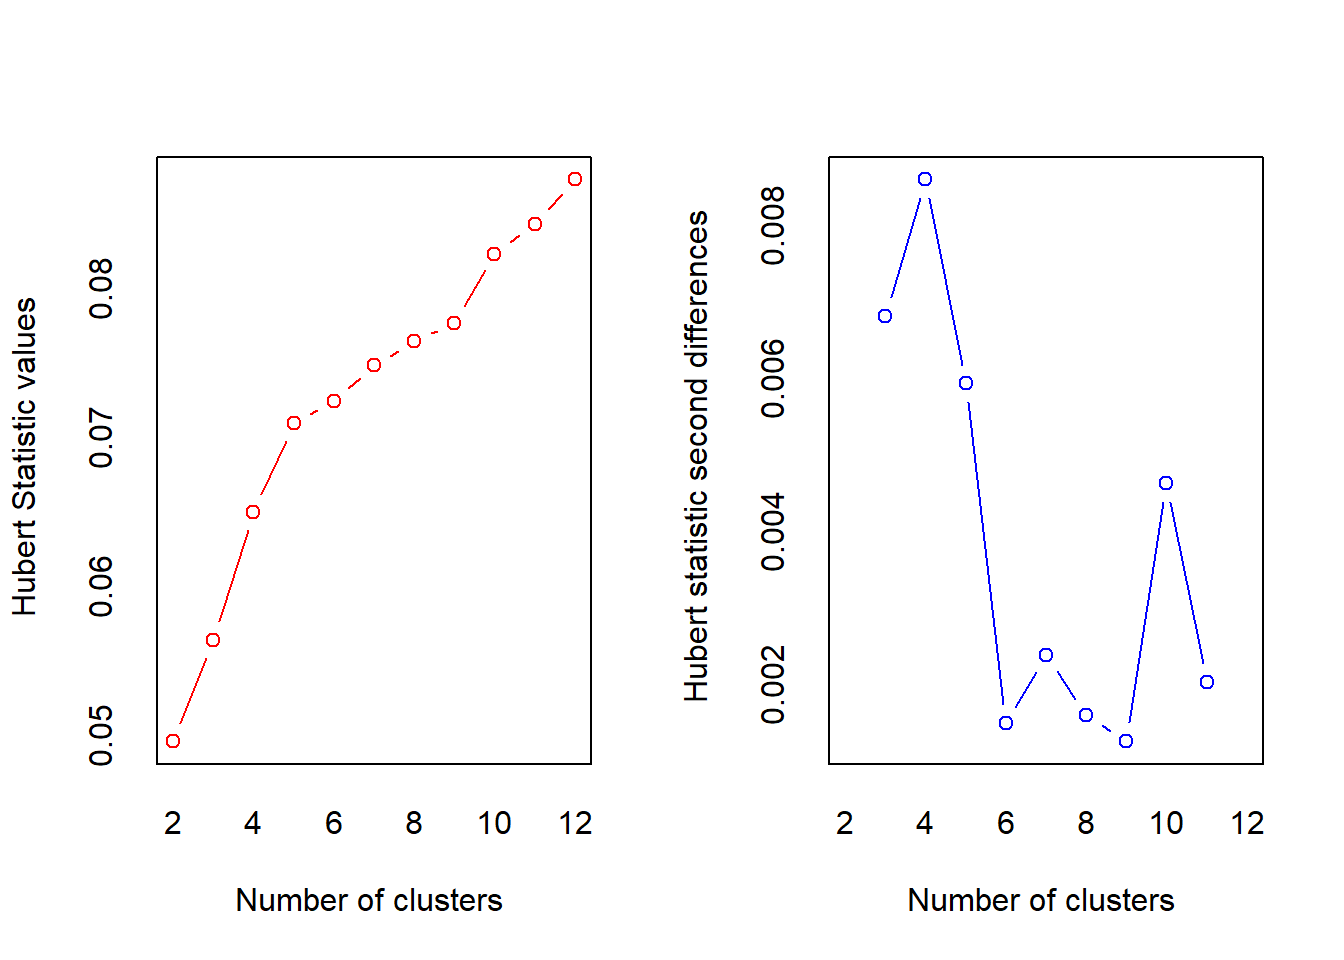 Hubert Statistic values
0.08
0.07
0.06
0.05
2 4 6 8 10 12
Number of clusters
Hubert statistic second differences
0.008
0.006
0.004
0.002
2 4 6 8 10 12
Number of clusters